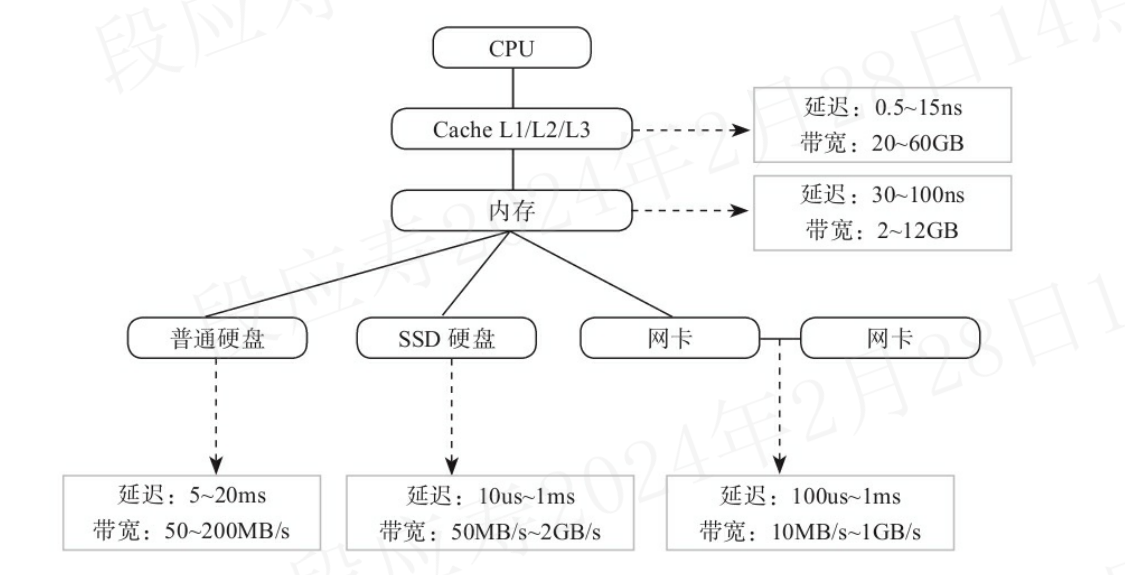 CPU
Cache L1/L2/L3
延迟：0.5~15ns
带宽：20~60GB
内存
延迟：30~100ns
带宽：2~12GB
普通硬盘
SSD 硬盘
网卡
网卡
延迟：5~20ms
带宽：50~200MB/s
延迟：10us~1ms
带宽：50MB/s~2GB/s
延迟：100us~1ms
带宽：10MB/s~1GB/s
段应寿2024年2月28日14点
段应寿2024年2月28日1
段应寿2024年2月28日